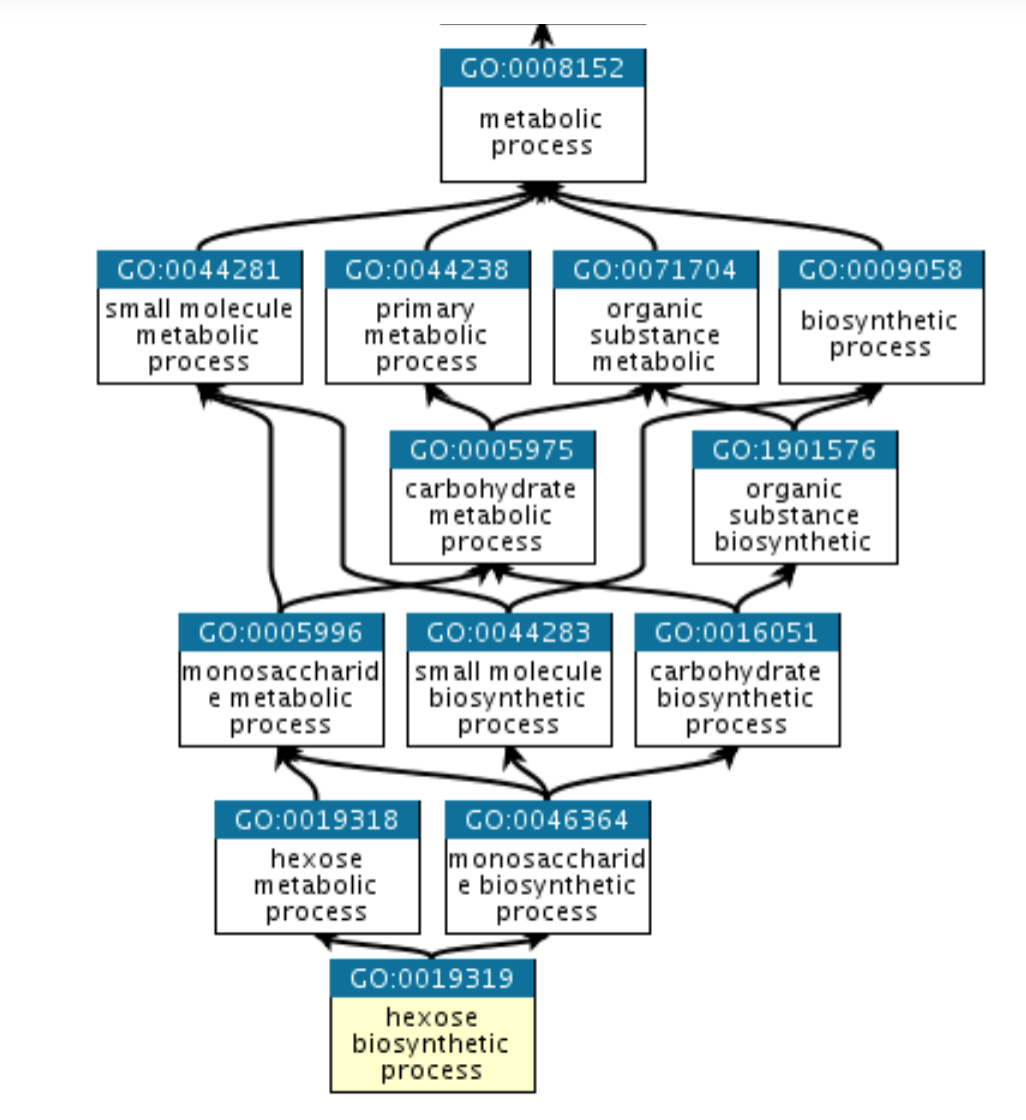 GO:0008152
metabolic
process
GO:0044281
small molecule
metabolic
process
GO:0044238
primary
metabolic
process
GO:0071704
organic
substance
metabolic
GO:0009058
biosynthetic
process
GO:0005975
carbohydrate
metabolic
process
GO:1901576
organic
substance
biosynthetic
GO:0005996
monosaccharid
e metabolic
process
GO:0044283
small molecule
biosynthetic
process
GO:0016051
carbohydrate
biosynthetic
process
GO:0019318
hexose
metabolic
process
GO:0046364
monosaccharid
e biosynthetic
process
GO:0019319
hexose
biosynthetic
process